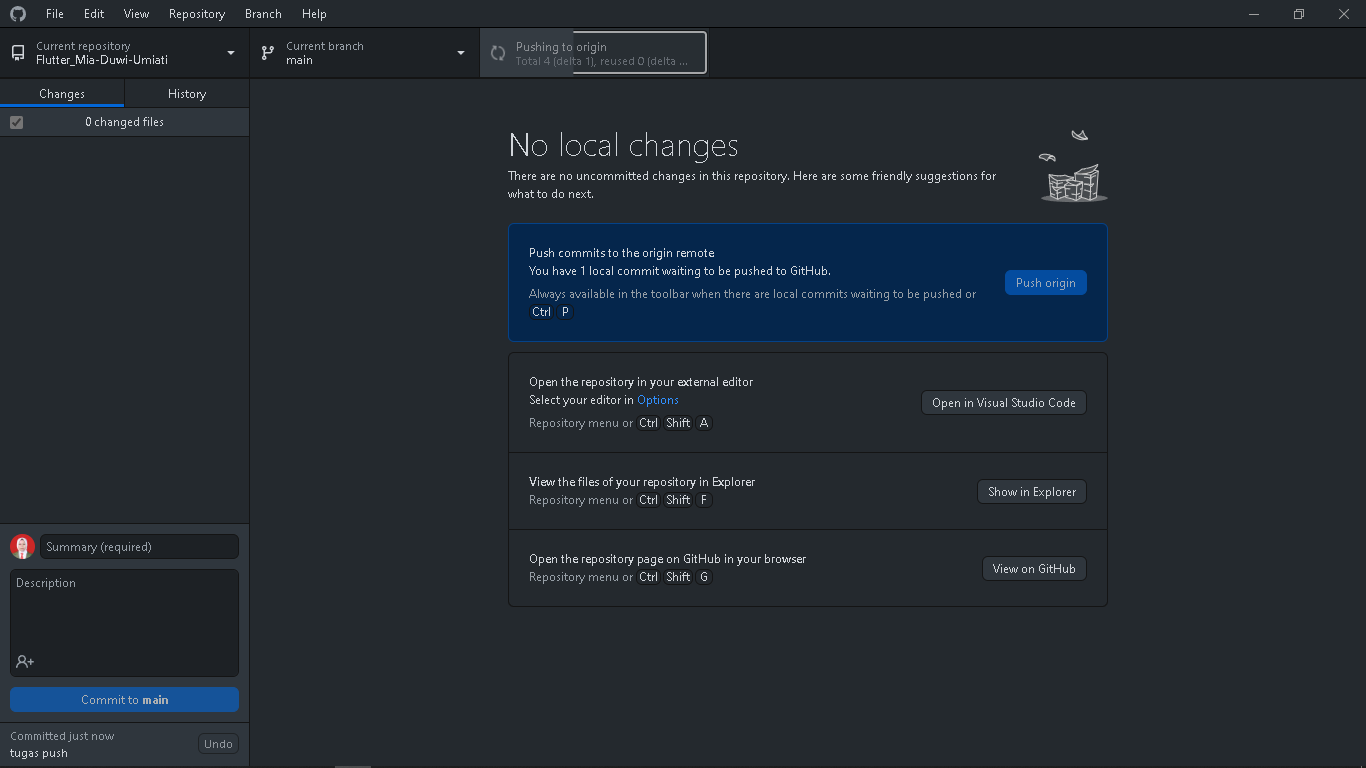 File Edit View Repository Branch Help
Current repository
Flutter_Mia-Duwi-Umiati
Current branch
main
Pushing to origin
Total 4 (delta 1), reused 0 (delta ...
Changes
History
0 changed files
No local changes
There are no uncommitted changes in this repository. Here are some friendly suggestions for
what to do next.
Push commits to the origin remote
You have 1 local commit waiting to be pushed to GitHub.
Always available in the toolbar when there are local commits waiting to be pushed or
Ctrl P
Push origin
Open the repository in your external editor
Select your editor in Options
Repository menu or Ctrl Shift A
Open in Visual Studio Code
View the files of your repository in Explorer
Repository menu or Ctrl Shift F
Show in Explorer
Open the repository page on GitHub in your browser
Repository menu or Ctrl Shift G
View on GitHub
Summary (required)
Description
Commit to main
Committed just now
tugas push
Undo